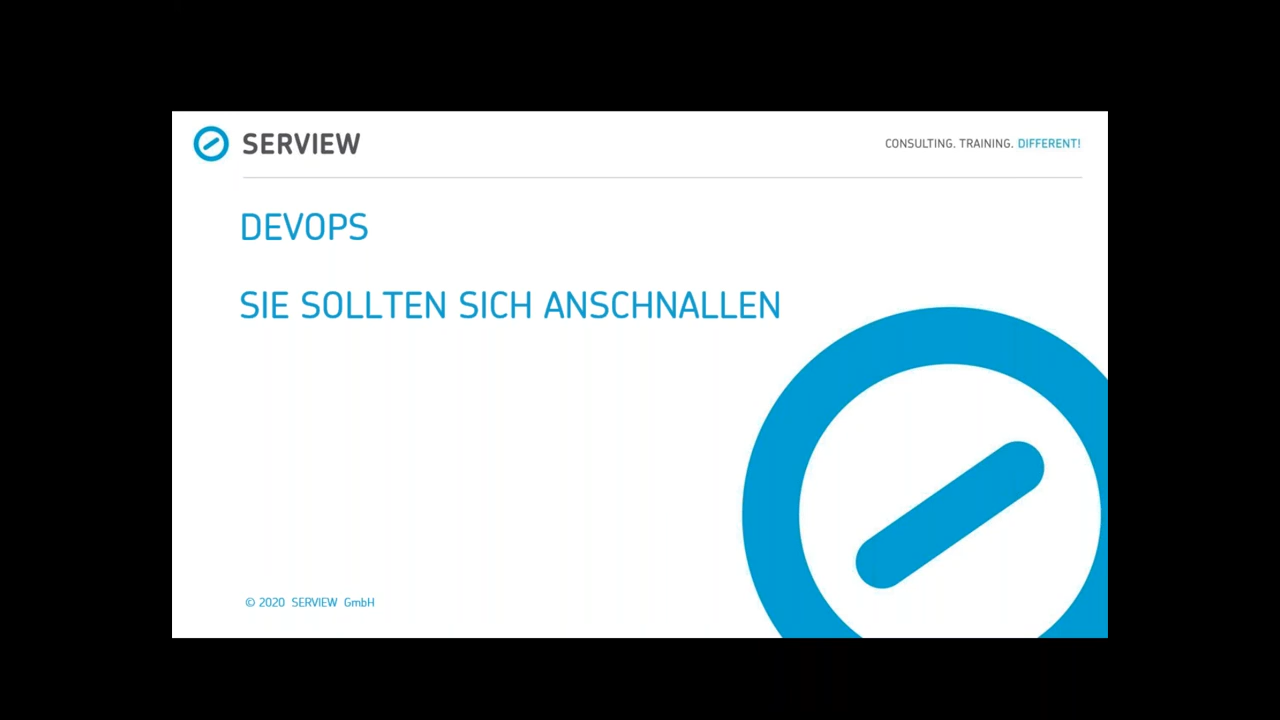 SERVIEW
CONSULTING. TRAINING. DIFFERENT!
DEVOPS
SIE SOLLTEN SICH ANSCHNALLEN
© 2020 SERVIEW GmbH